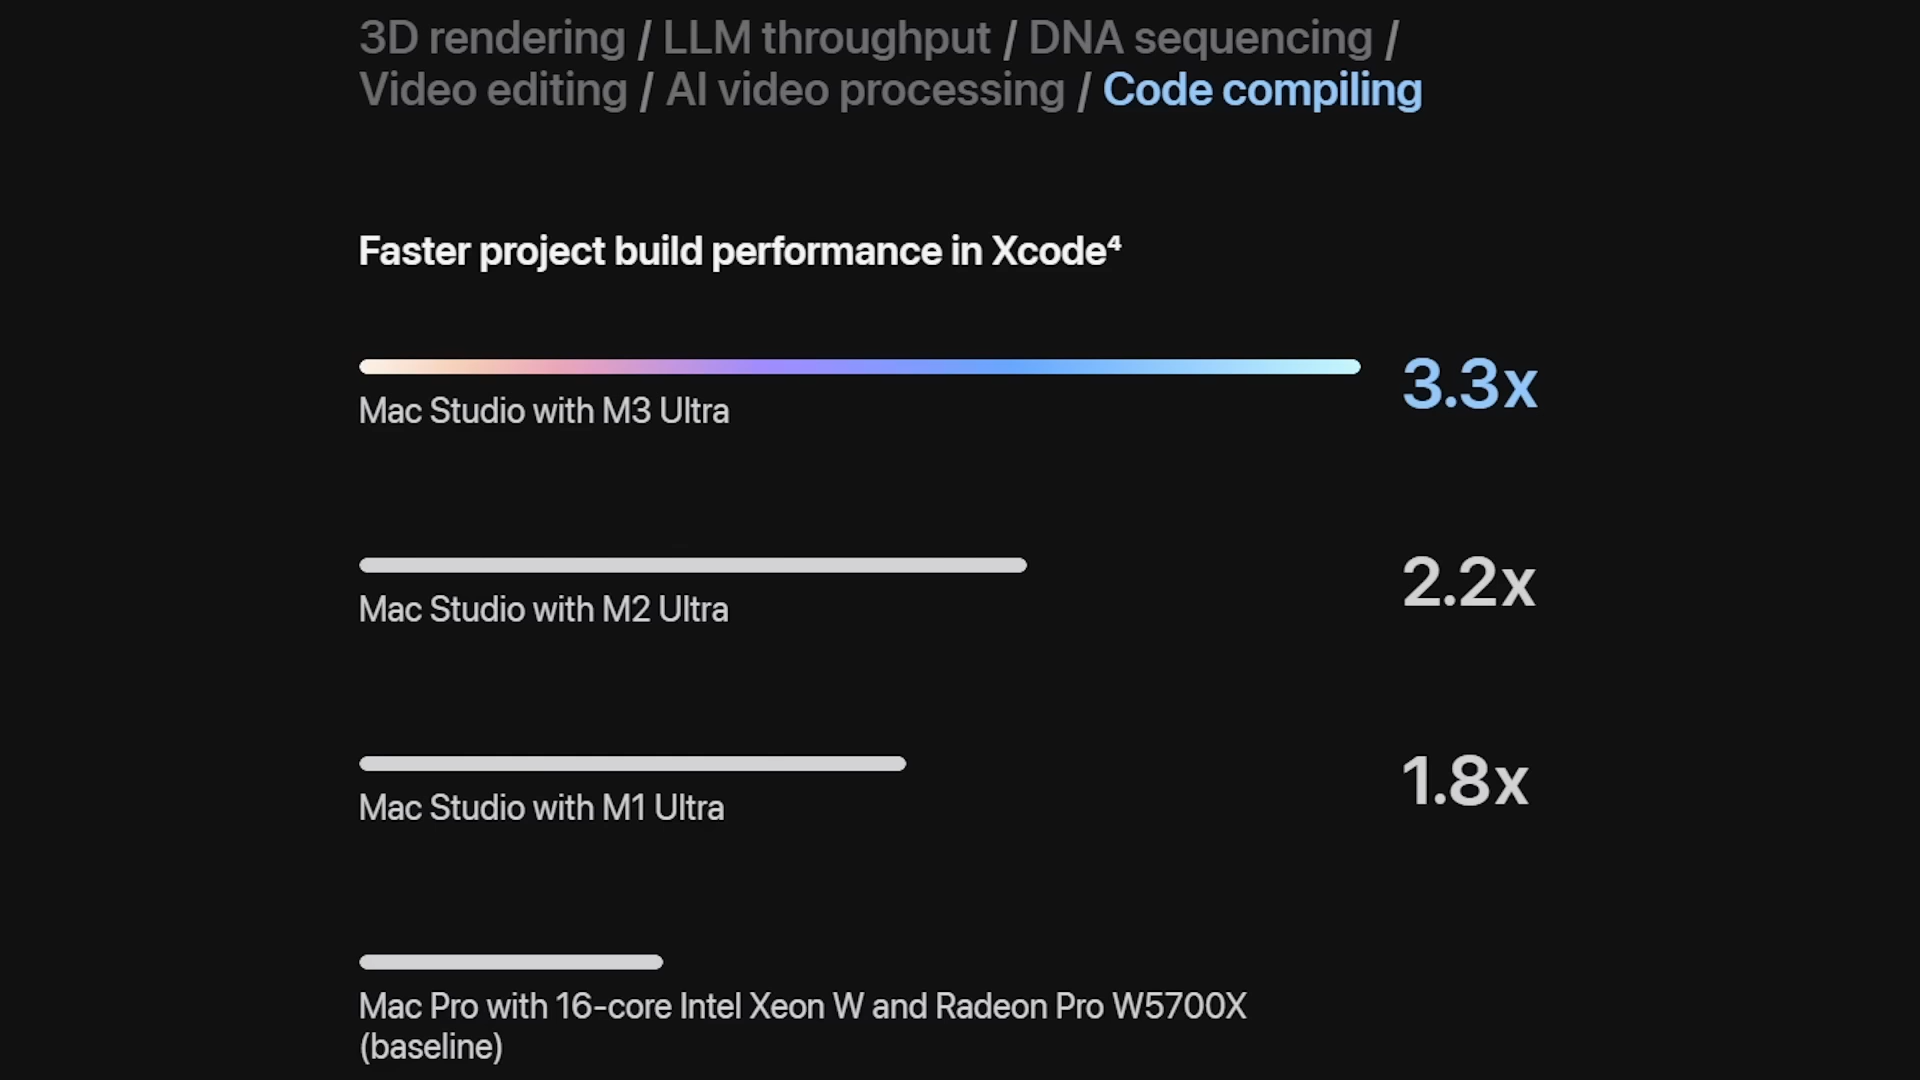 3D rendering / LLM throughput / DNA sequencing /
Video editing / AI video processing / Code compiling
Faster project build performance in Xcode⁴
3.3x
Mac Studio with M3 Ultra
2.2x
Mac Studio with M2 Ultra
1.8x
Mac Studio with M1 Ultra
Mac Pro with 16-core Intel Xeon W and Radeon Pro W5700X
(baseline)